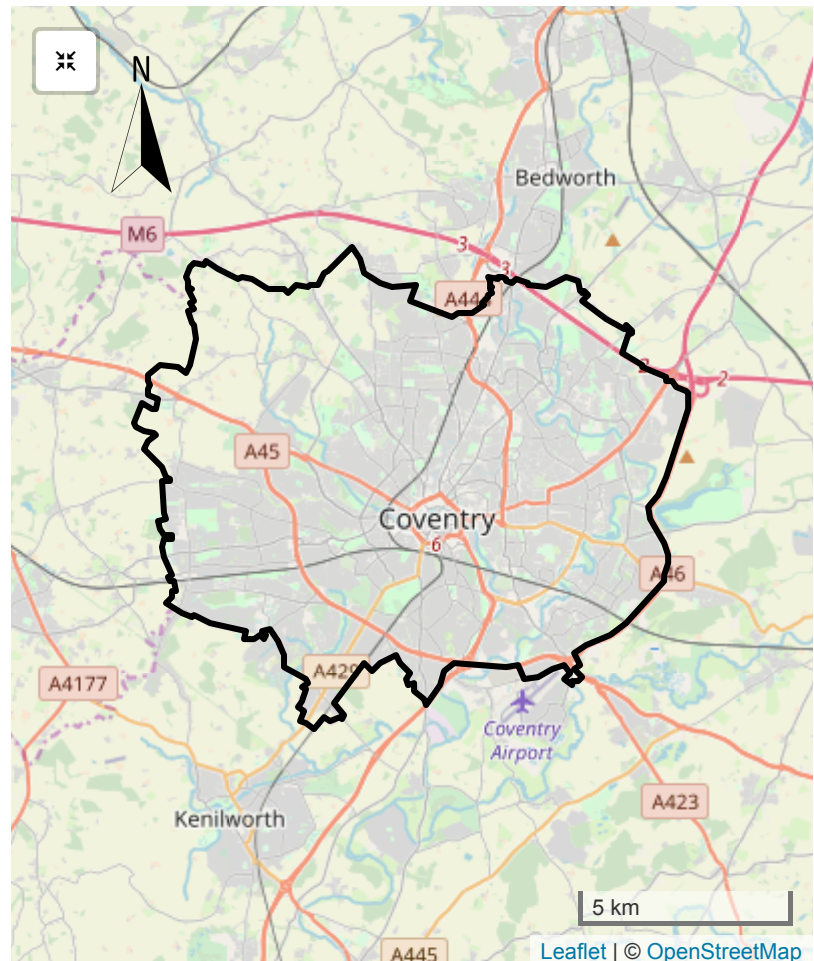 N
Bedworth
M6
3
3
A444
2
2
A45
Coventry
6
A46
A429
A4177
Coventry
Airport
A423
Kenilworth
5 km
A445
Leaflet | © OpenStreetMap